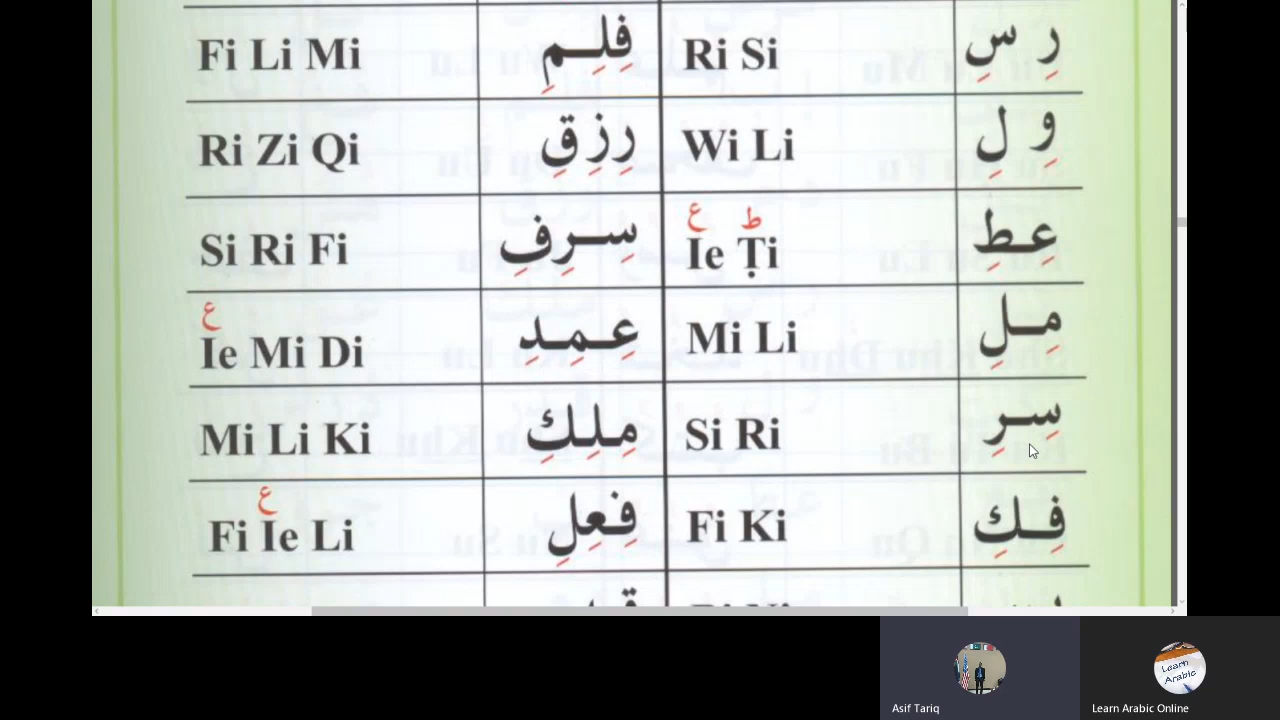 Fi Li Mi فِلِمِ Ri Si رِ سِ
Ri Zi Qi رِزِقِ Wi Li وِ لِ
ع ط
Si Ri Fi سِرِفِ Ie Ṭi عِطِ
ع
Ie Mi Di عِمِدِ Mi Li مِلِ
Mi Li Ki مِلِكِ Si Ri سِرِ
ع
Fi Ie Li فِعِلِ Fi Ki فِكِ
Learn Arabic
Asif Tariq Learn Arabic Online